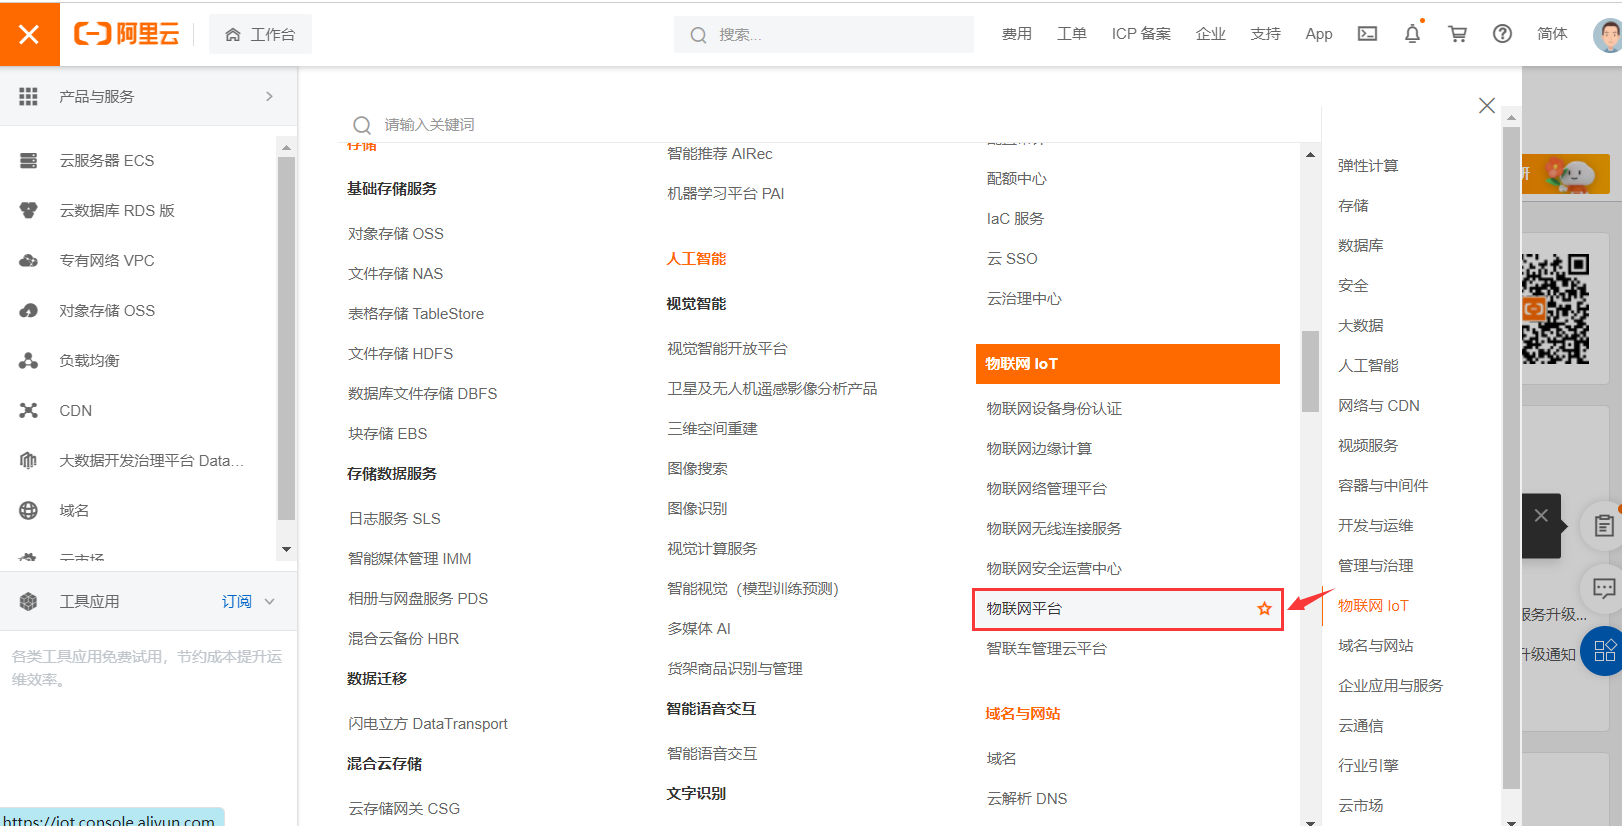 阿里云
工作台
搜索...
费用
工单
ICP 备案
企业
支持
App
简体
产品与服务
云服务器 ECS
云数据库 RDS 版
专有网络 VPC
对象存储 OSS
负载均衡
CDN
大数据开发治理平台 Data...
域名
云市场
工具应用
订阅
各类工具应用免费试用，节约成本提升运
维效率。
https://iot.console.aliyun.com
请输入关键词
存储
基础存储服务
对象存储 OSS
文件存储 NAS
表格存储 TableStore
文件存储 HDFS
数据库文件存储 DBFS
块存储 EBS
存储数据服务
日志服务 SLS
智能媒体管理 IMM
相册与网盘服务 PDS
混合云备份 HBR
数据迁移
闪电立方 DataTransport
混合云存储
云存储网关 CSG
智能推荐 AIRec
机器学习平台 PAI
人工智能
视觉智能
视觉智能开放平台
卫星及无人机遥感影像分析产品
三维空间重建
图像搜索
图像识别
视觉计算服务
智能视觉（模型训练预测）
多媒体 AI
货架商品识别与管理
智能语音交互
智能语音交互
文字识别
配额中心
IaC 服务
云 SSO
云治理中心
物联网 IoT
物联网设备身份认证
物联网边缘计算
物联网络管理平台
物联网无线连接服务
物联网安全运营中心
物联网平台
智联车管理云平台
域名与网站
域名
云解析 DNS
弹性计算
存储
数据库
安全
大数据
人工智能
网络与 CDN
视频服务
容器与中间件
开发与运维
管理与治理
物联网 IoT
域名与网站
企业应用与服务
云通信
行业引擎
云市场
研
服务升级...
升级通知